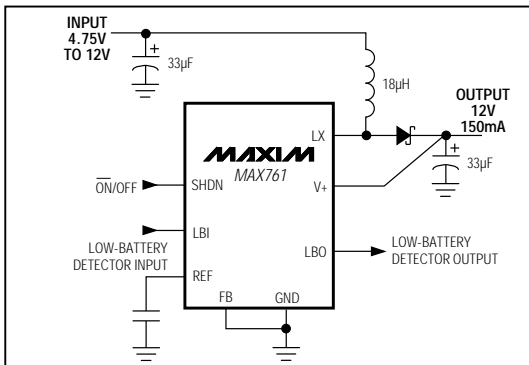 INPUT
4.75V
TO 12V
+
33µF
18µH
OUTPUT
12V
150mA
LX
MAXIM
MAX761
+
33µF
ON/OFF
SHDN
V+
LBI
LOW-BATTERY
DETECTOR INPUT
LBO
LOW-BATTERY
DETECTOR OUTPUT
REF
FB
GND